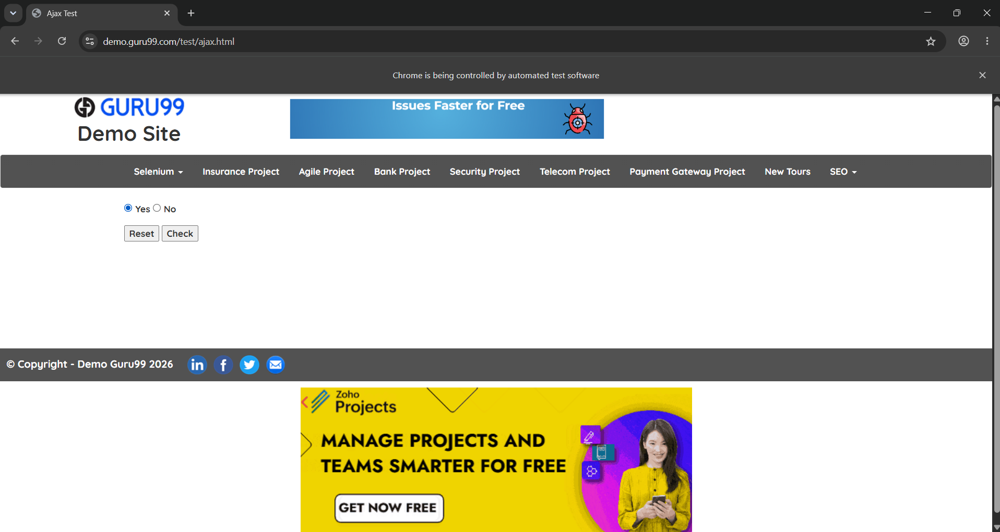 Ajax Test
demo.guru99.com/test/ajax.html
Chrome is being controlled by automated test software
GURU99
Demo Site
Issues Faster for Free
Selenium Insurance Project Agile Project Bank Project Security Project Telecom Project Payment Gateway Project New Tours SEO
Yes No
Reset Check
© Copyright - Demo Guru99 2026
Zoho
Projects
MANAGE PROJECTS AND
TEAMS SMARTER FOR FREE
GET NOW FREE